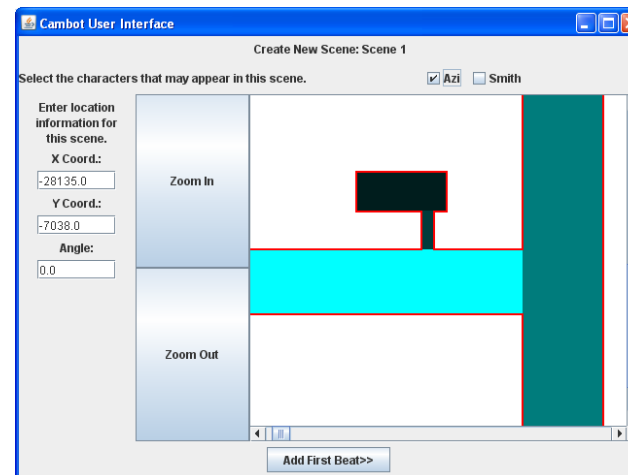 Cambot User Interface
Create New Scene: Scene 1
Select the characters that may appear in this scene.
Azi
Smith
Enter location
information for
this scene.
X Coord.:
-28135.0
Y Coord.:
-7038.0
Angle:
0.0
Zoom In
Zoom Out
Add First Beat>>